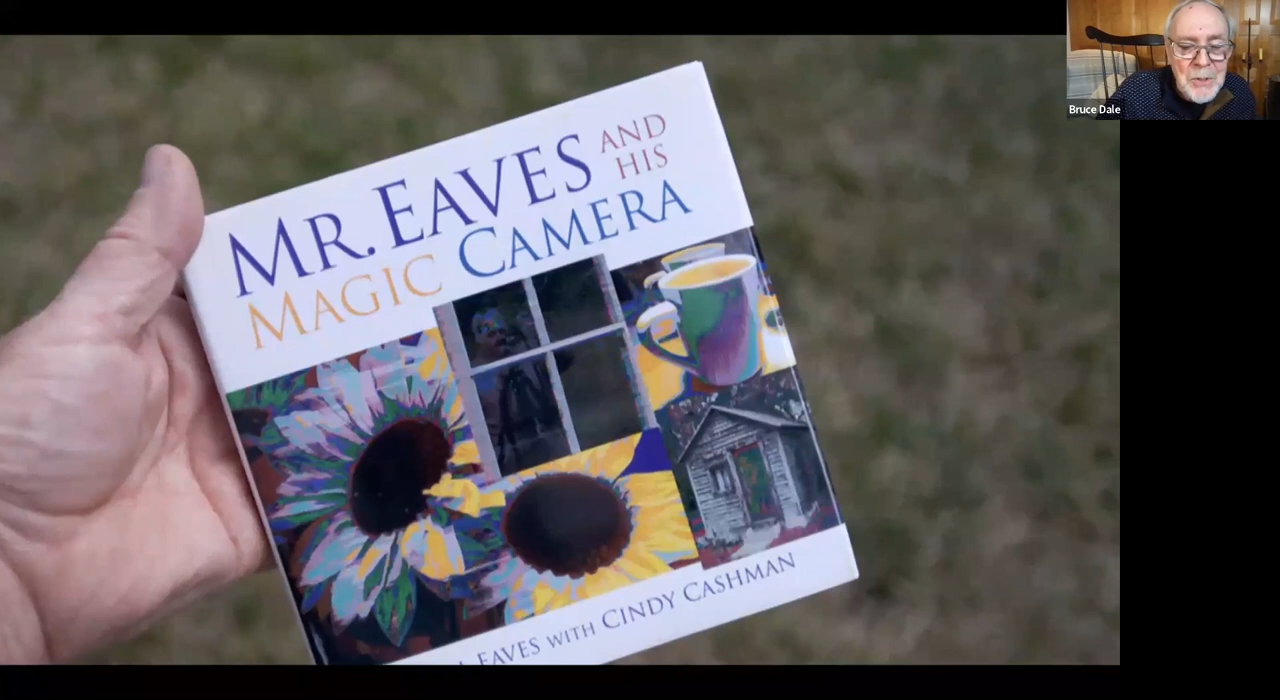 Bruce Dale
MR. EAVES AND HIS
MAGIC CAMERA
EAVES WITH CINDY CASHMAN